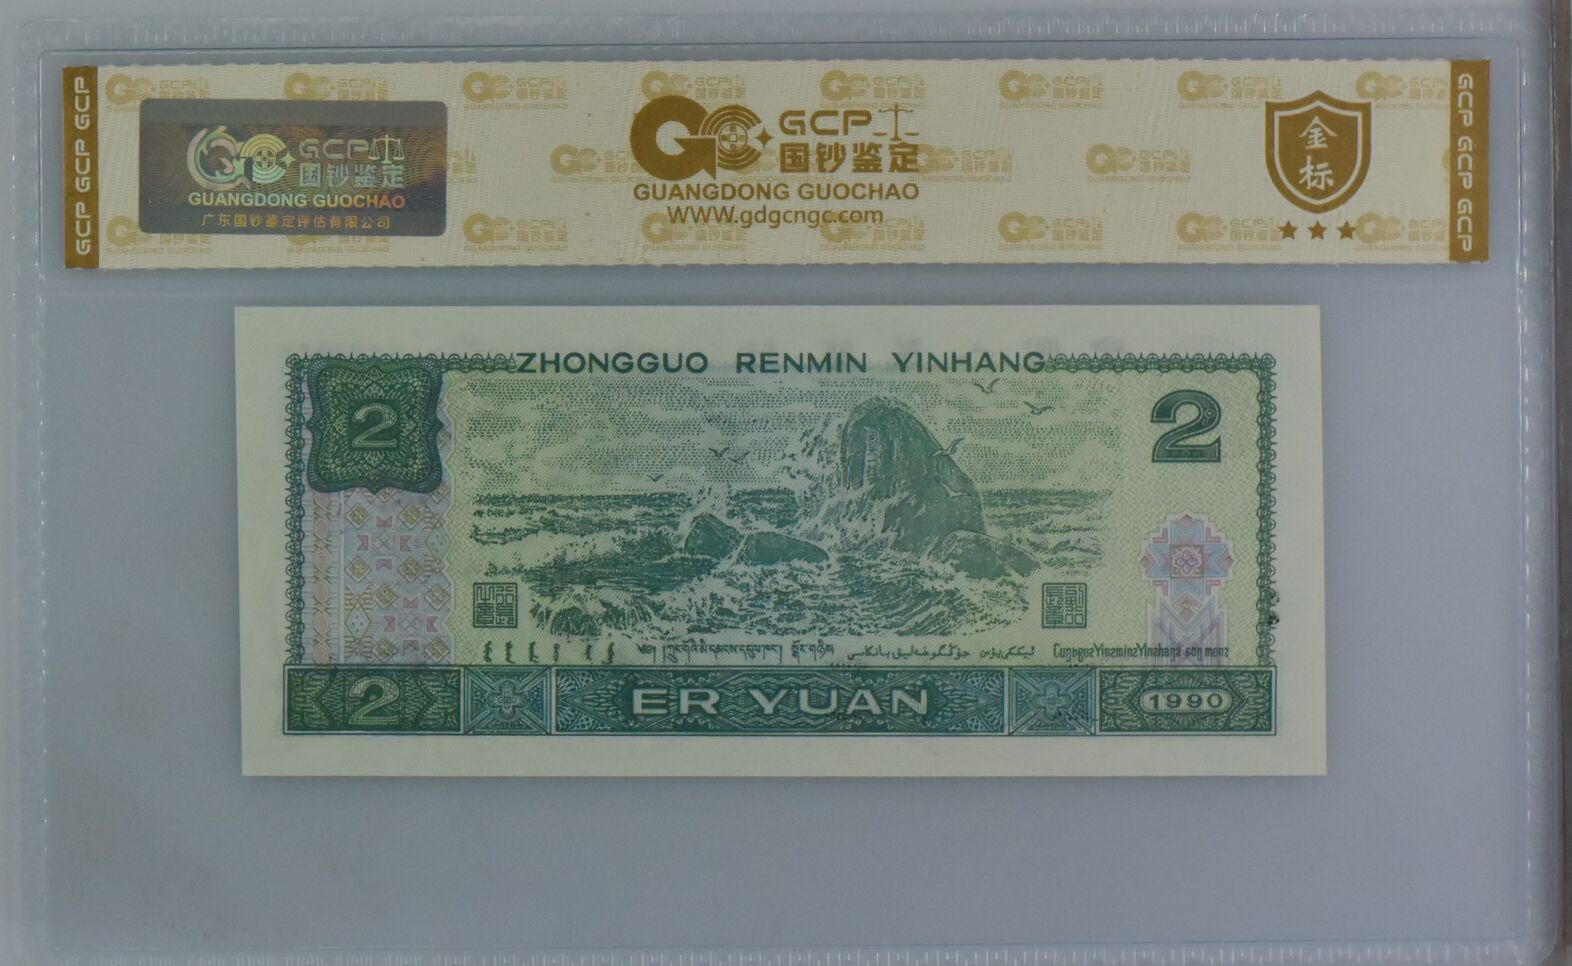 GCP GCP GCP
GCP
国钞鉴定
GUANGDONG GUOCHAO
广东国钞鉴定评估有限公司
GCP
国钞鉴定
GUANGDONG GUOCHAO
WWW.gdgcngc.com
金标
GCP GCP GCP
ZHONGGUO RENMIN YINHANG
2
2
2
ER YUAN
1990